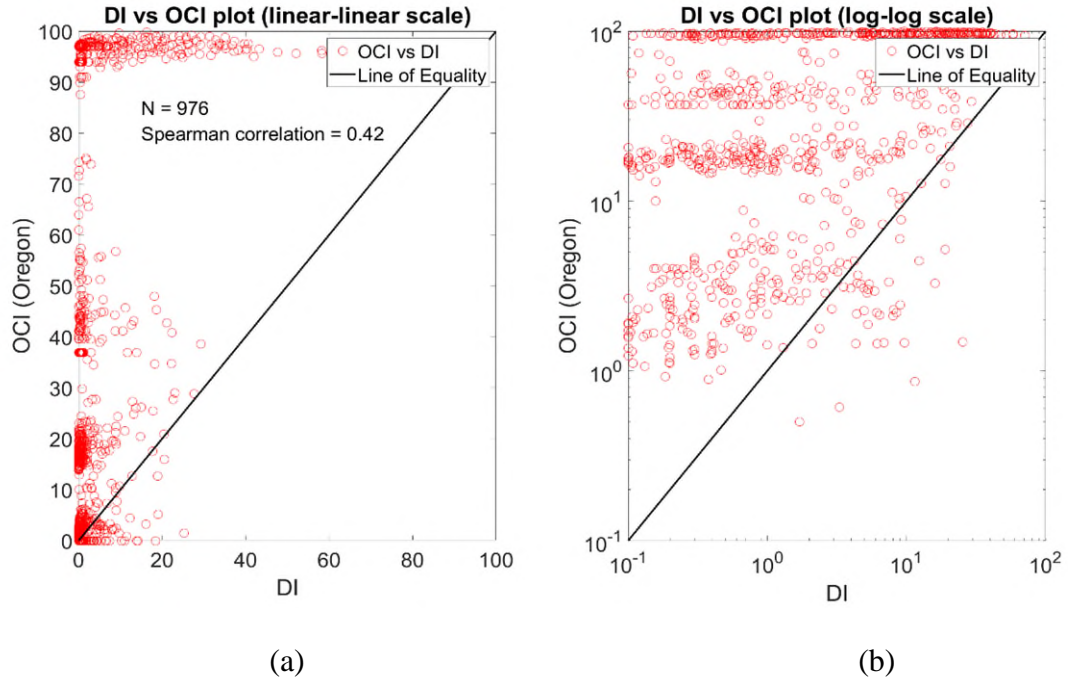 DI vs OCI plot (linear-linear scale)
100
90
80
70
60
50
40
30
20
10
0
OCI (Oregon)
N = 976
Spearman correlation = 0.42
OCI vs DI
Line of Equality
0 20 40 60 80 100
DI
(a)
DI vs OCI plot (log-log scale)
10^2
10^1
10^0
10^-1
OCI (Oregon)
OCI vs DI
Line of Equality
10^-1 10^0 10^1 10^2
DI
(b)